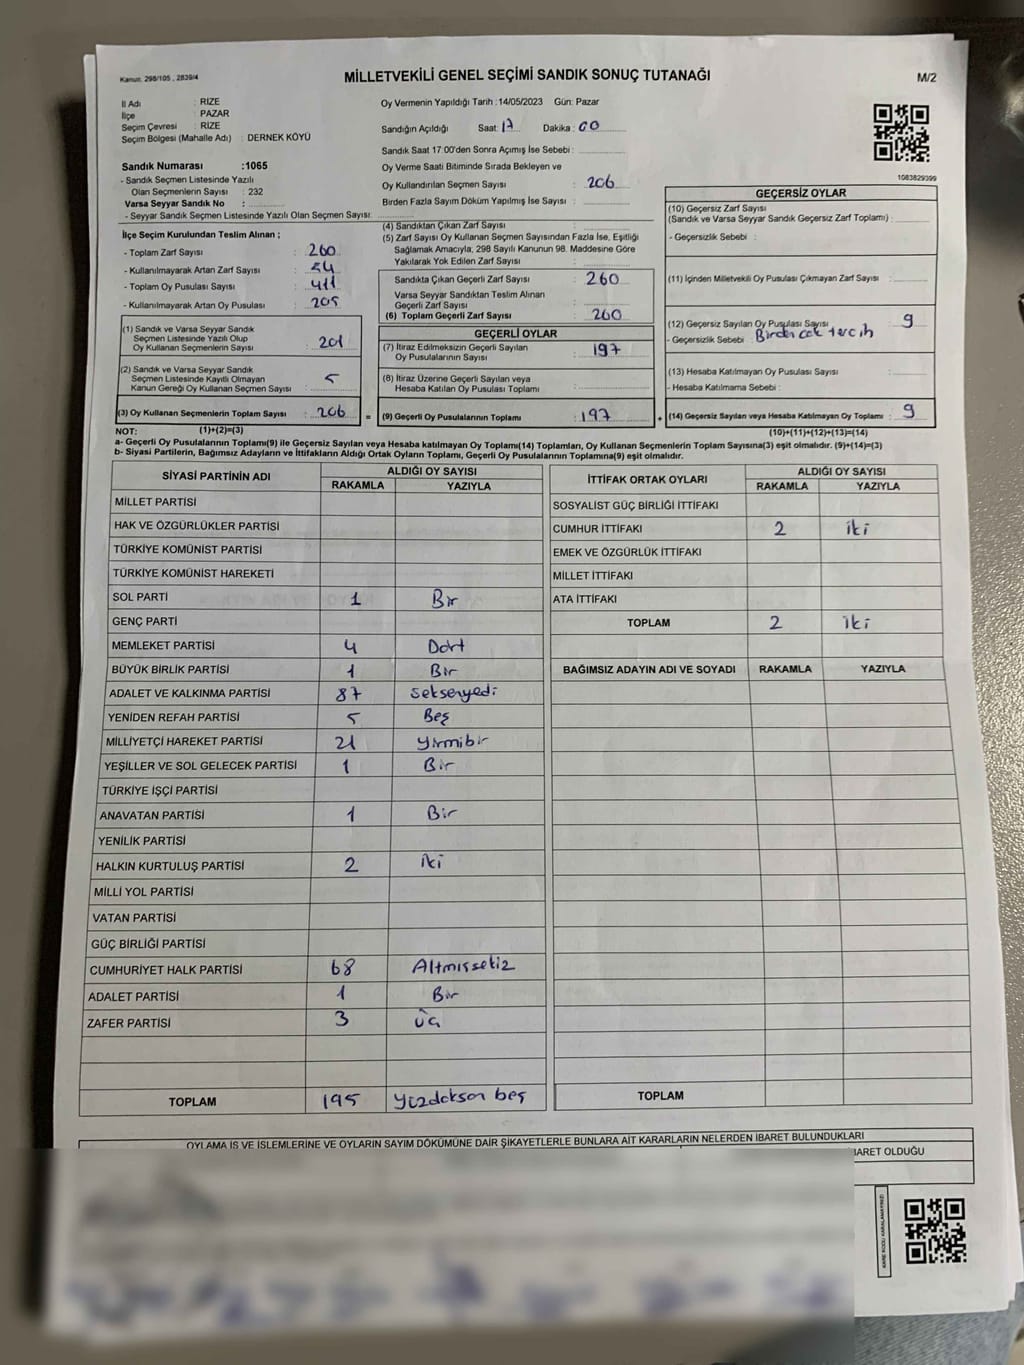 Kanun: 298/105 , 2839/4
MİLLETVEKİLİ GENEL SEÇİMİ SANDIK SONUÇ TUTANAĞI
M/2
İl Adı : RİZE
İlçe : PAZAR
Seçim Çevresi : RİZE
Seçim Bölgesi (Mahalle Adı) : DERNEK KÖYÜ
Oy Vermenin Yapıldığı Tarih :14/05/2023 Gün: Pazar
Sandığın Açıldığı Saat: 17 Dakika : 00
Sandık Saat 17:00'den Sonra Açımış İse Sebebi :
Oy Verme Saati Bitiminde Sırada Bekleyen ve
Oy Kullandırılan Seçmen Sayısı : 206
Birden Fazla Sayım Döküm Yapılmış İse Sayısı :
1083829399
Sandık Numarası :1065
- Sandık Seçmen Listesinde Yazılı
Olan Seçmenlerin Sayısı : 232
Varsa Seyyar Sandık No :
- Seyyar Sandık Seçmen Listesinde Yazılı Olan Seçmen Sayısı:
İlçe Seçim Kurulundan Teslim Alınan ;
- Toplam Zarf Sayısı : 260
- Kullanılmayarak Artan Zarf Sayısı : 54
- Toplam Oy Pusulası Sayısı : 411
- Kullanılmayarak Artan Oy Pusulası : 205
(1) Sandık ve Varsa Seyyar Sandık
Seçmen Listesinde Yazılı Olup
Oy Kullanan Seçmenlerin Sayısı : 201
(2) Sandık ve Varsa Seyyar Sandık
Seçmen Listesinde Kayıtlı Olmayan
Kanun Gereği Oy Kullanan Seçmen Sayısı : 5
(3) Oy Kullanan Seçmenlerin Toplam Sayısı : 206 =
(4) Sandıktan Çıkan Zarf Sayısı :
(5) Zarf Sayısı Oy Kullanan Seçmen Sayısından Fazla İse, Eşitliği
Sağlamak Amacıyla; 298 Sayılı Kanunun 98. Maddesine Göre
Yakılarak Yok Edilen Zarf Sayısı :
Sandıkta Çıkan Geçerli Zarf Sayısı : 260
Varsa Seyyar Sandıktan Teslim Alınan
Geçerli Zarf Sayısı :
(6) Toplam Geçerli Zarf Sayısı : 260
GEÇERLİ OYLAR
(7) İtiraz Edilmeksizin Geçerli Sayılan
Oy Pusulalarının Sayısı : 197
(8) İtiraz Üzerine Geçerli Sayılan veya
Hesaba Katılan Oy Pusulası Toplamı :
(9) Geçerli Oy Pusulalarının Toplamı : 197 +
GEÇERSİZ OYLAR
(10) Geçersiz Zarf Sayısı
(Sandık ve Varsa Seyyar Sandık Geçersiz Zarf Toplamı) :
- Geçersizlik Sebebi :
(11) İçinden Milletvekili Oy Pusulası Çıkmayan Zarf Sayısı :
(12) Geçersiz Sayılan Oy Pusulası Sayısı : 9
- Geçersizlik Sebebi : Birden çok tercih
(13) Hesaba Katılmayan Oy Pusulası Sayısı :
- Hesaba Katılmama Sebebi :
(14) Geçersiz Sayılan veya Hesaba Katılmayan Oy Toplamı : 9
NOT: (1)+(2)=(3) (10)+(11)+(12)+(13)=(14)
a- Geçerli Oy Pusulalarının Toplamı(9) ile Geçersiz Sayılan veya Hesaba katılmayan Oy Toplamı(14) Toplamları, Oy Kullanan Seçmenlerin Toplam Sayısına(3) eşit olmalıdır. (9)+(14)=(3)
b- Siyasi Partilerin, Bağımsız Adayların ve İttifakların Aldığı Ortak Oyların Toplamı, Geçerli Oy Pusulalarının Toplamına(9) eşit olmalıdır.
SİYASİ PARTİNİN ADI ALDIĞI OY SAYISI
RAKAMLA YAZIYLA
MİLLET PARTİSİ
HAK VE ÖZGÜRLÜKLER PARTİSİ
TÜRKİYE KOMÜNİST PARTİSİ
TÜRKİYE KOMÜNİST HAREKETİ
SOL PARTİ 1 Bir
GENÇ PARTİ
MEMLEKET PARTİSİ 4 Dört
BÜYÜK BİRLİK PARTİSİ 1 Bir
ADALET VE KALKINMA PARTİSİ 87 Seksenyedi
YENİDEN REFAH PARTİSİ 5 Beş
MİLLİYETÇİ HAREKET PARTİSİ 21 Yirmibir
YEŞİLLER VE SOL GELECEK PARTİSİ 1 Bir
TÜRKİYE İŞÇİ PARTİSİ
ANAVATAN PARTİSİ 1 Bir
YENİLİK PARTİSİ
HALKIN KURTULUŞ PARTİSİ 2 iki
MİLLİ YOL PARTİSİ
VATAN PARTİSİ
GÜÇ BİRLİĞİ PARTİSİ
CUMHURİYET HALK PARTİSİ 68 Altmışsekiz
ADALET PARTİSİ 1 Bir
ZAFER PARTİSİ 3 üç
TOPLAM 195 Yüzdoksan beş
İTTİFAK ORTAK OYLARI ALDIĞI OY SAYISI
RAKAMLA YAZIYLA
SOSYALİST GÜÇ BİRLİĞİ İTTİFAKI
CUMHUR İTTİFAKI 2 iki
EMEK VE ÖZGÜRLÜK İTTİFAKI
MİLLET İTTİFAKI
ATA İTTİFAKI
TOPLAM 2 iki
BAĞIMSIZ ADAYIN ADI VE SOYADI RAKAMLA YAZIYLA
TOPLAM
OYLAMA İŞ VE İŞLEMLERİNE VE OYLARIN SAYIM DÖKÜMÜNE DAİR ŞİKAYETLERLE BUNLARA AİT KARARLARIN NELERDEN İBARET BULUNDUKLARI
İBARET OLDUĞU